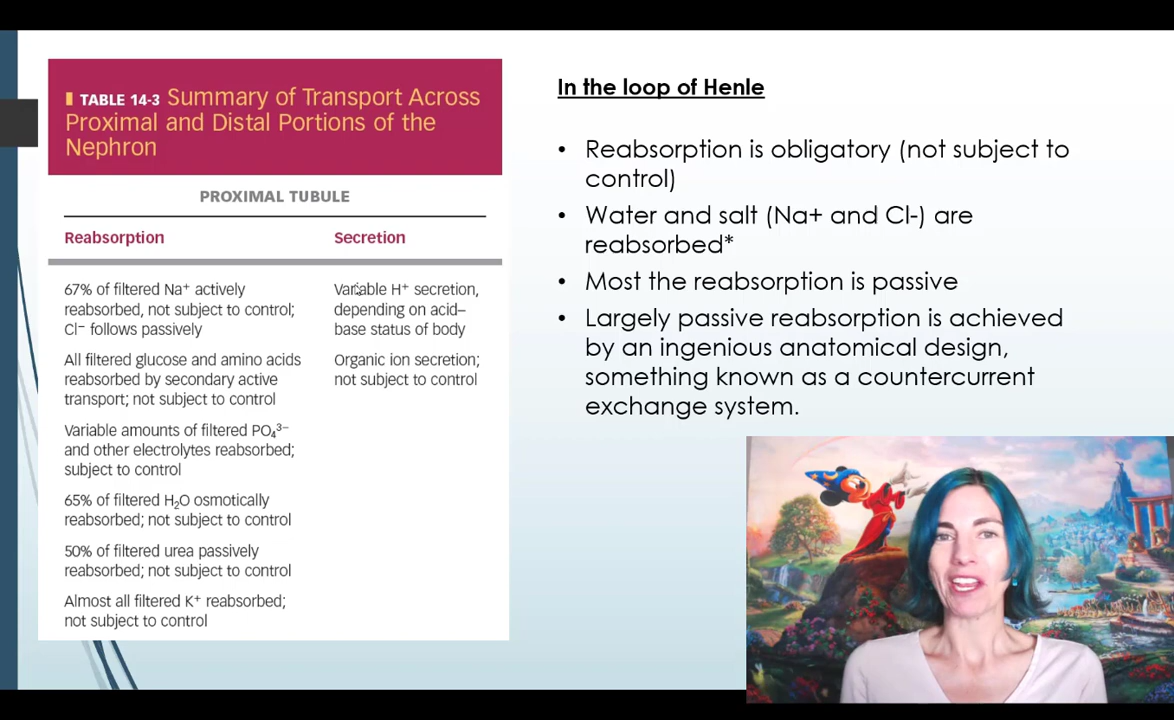 TABLE 14-3 Summary of Transport Across
Proximal and Distal Portions of the
Nephron
PROXIMAL TUBULE
Reabsorption
67% of filtered Na⁺ actively
reabsorbed, not subject to control;
Cl⁻ follows passively
All filtered glucose and amino acids
reabsorbed by secondary active
transport; not subject to control
Variable amounts of filtered PO₄³⁻
and other electrolytes reabsorbed;
subject to control
65% of filtered H₂O osmotically
reabsorbed; not subject to control
50% of filtered urea passively
reabsorbed; not subject to control
Almost all filtered K⁺ reabsorbed;
not subject to control
Secretion
Variable H⁺ secretion,
depending on acid–
base status of body
Organic ion secretion;
not subject to control
In the loop of Henle
• Reabsorption is obligatory (not subject to
control)
• Water and salt (Na+ and Cl-) are
reabsorbed*
• Most the reabsorption is passive
• Largely passive reabsorption is achieved
by an ingenious anatomical design,
something known as a countercurrent
exchange system.